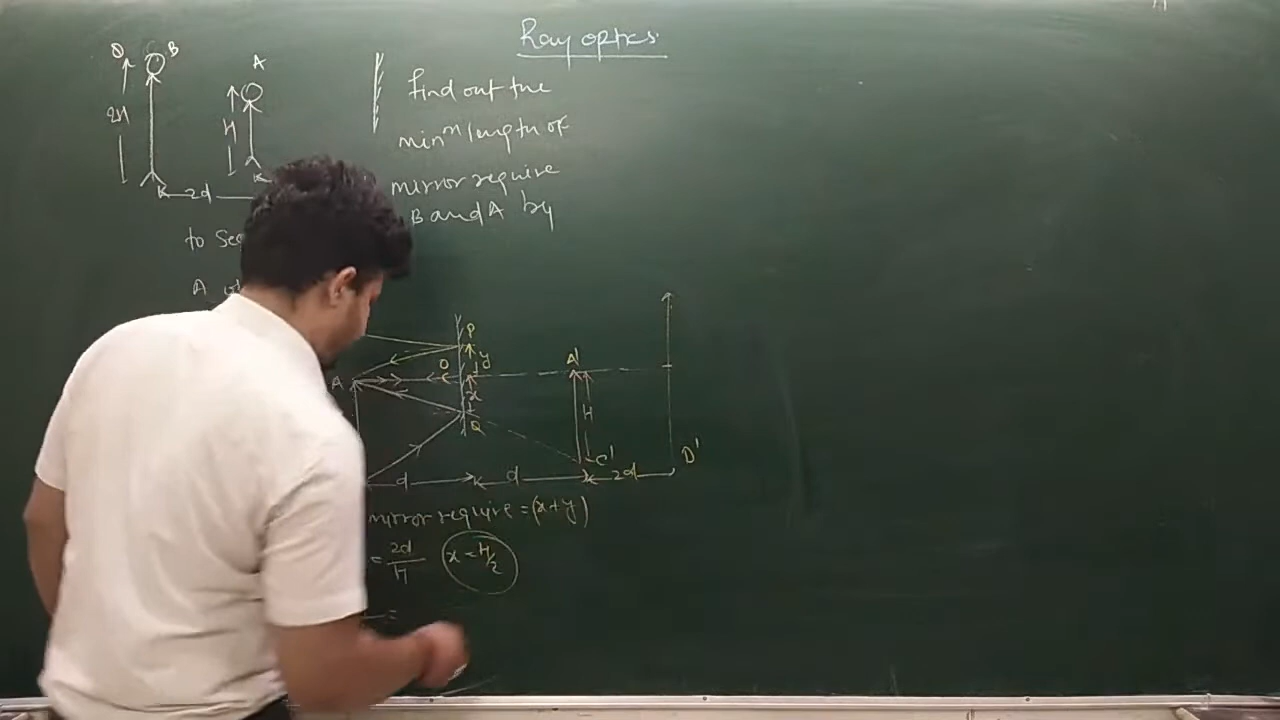 Ray optics
B
A
2H
H
2d
Find out the
minᵐ length of
mirror require
B and A by
to See
A
P
y
O
A
x
Q
A'
H
C'
D'
d
d
2d
mirror require = (x+y)
= 2d/H
x = H/2
=